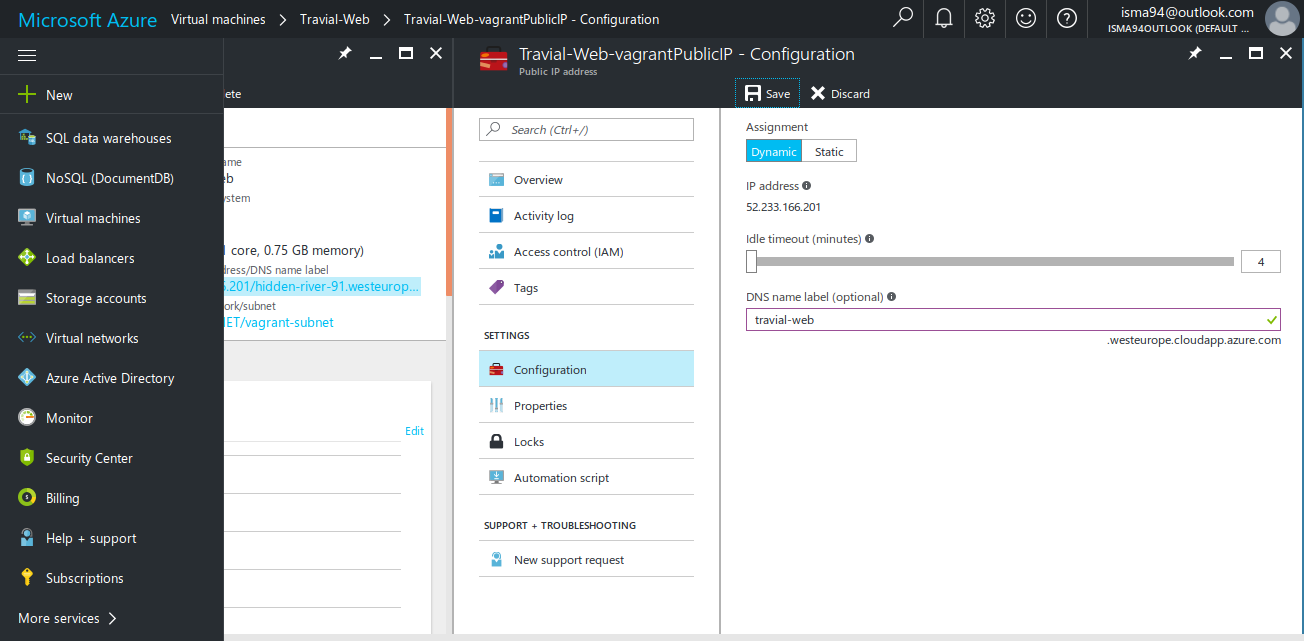 Microsoft Azure Virtual machines > Travial-Web > Travial-Web-vagrantPublicIP - Configuration
isma94@outlook.com
ISMA94OUTLOOK (DEFAULT ...
New
SQL data warehouses
NoSQL (DocumentDB)
Virtual machines
Load balancers
Storage accounts
Virtual networks
Azure Active Directory
Monitor
Security Center
Billing
Help + support
Subscriptions
More services >
ete
ame
eb
ystem
1 core, 0.75 GB memory)
dress/DNS name label
6.201/hidden-river-91.westeurop...
ork/subnet
NET/vagrant-subnet
Edit
Travial-Web-vagrantPublicIP - Configuration
Public IP address
Save Discard
Search (Ctrl+/)
Overview
Activity log
Access control (IAM)
Tags
SETTINGS
Configuration
Properties
Locks
Automation script
SUPPORT + TROUBLESHOOTING
New support request
Assignment
Dynamic Static
IP address
52.233.166.201
Idle timeout (minutes)
4
DNS name label (optional)
travial-web
.westeurope.cloudapp.azure.com